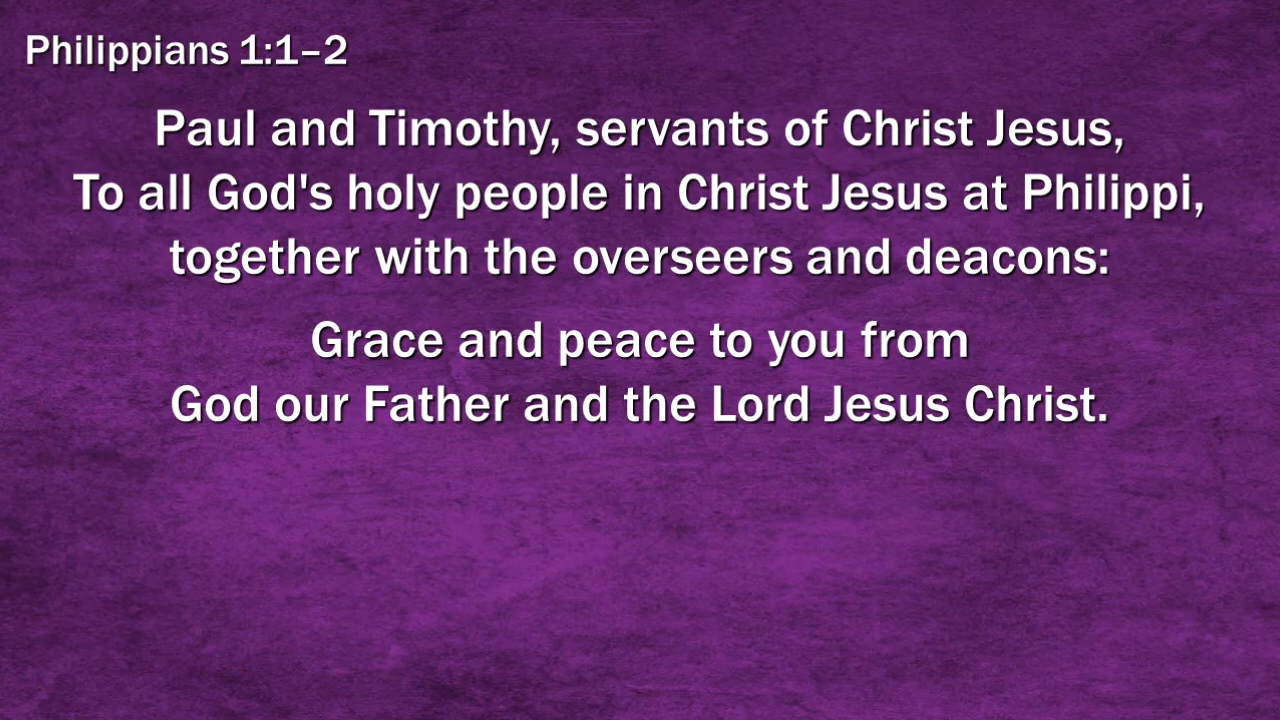 Philippians 1:1–2
Paul and Timothy, servants of Christ Jesus,
To all God's holy people in Christ Jesus at Philippi,
together with the overseers and deacons:
Grace and peace to you from
God our Father and the Lord Jesus Christ.